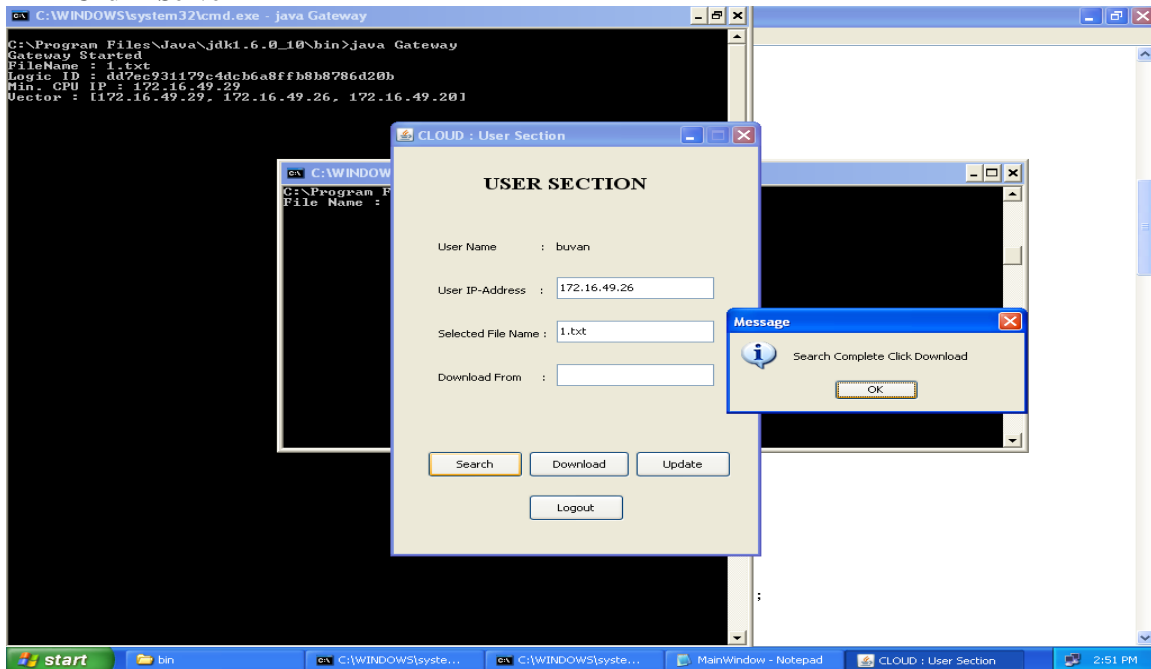 C:\WINDOWS\system32\cmd.exe - java Gateway
C:\Program Files\Java\jdk1.6.0_10\bin>java Gateway
Gateway Started
FileName : 1.txt
Logic ID : dd7ec931179c4dcb6a8ffb8b8786d20b
Min. CPU IP : 172.16.49.29
Vector : [172.16.49.29, 172.16.49.26, 172.16.49.20]
CLOUD : User Section
C:\WINDOW
C:\Program F
File Name :
USER SECTION
User Name : buvan
User IP-Address : 172.16.49.26
Selected File Name : 1.txt
Download From :
Message
Search Complete Click Download
OK
Search Download Update
Logout
;
start bin C:\WINDOWS\syste... C:\WINDOWS\syste... MainWindow - Notepad CLOUD : User Section 2:51 PM